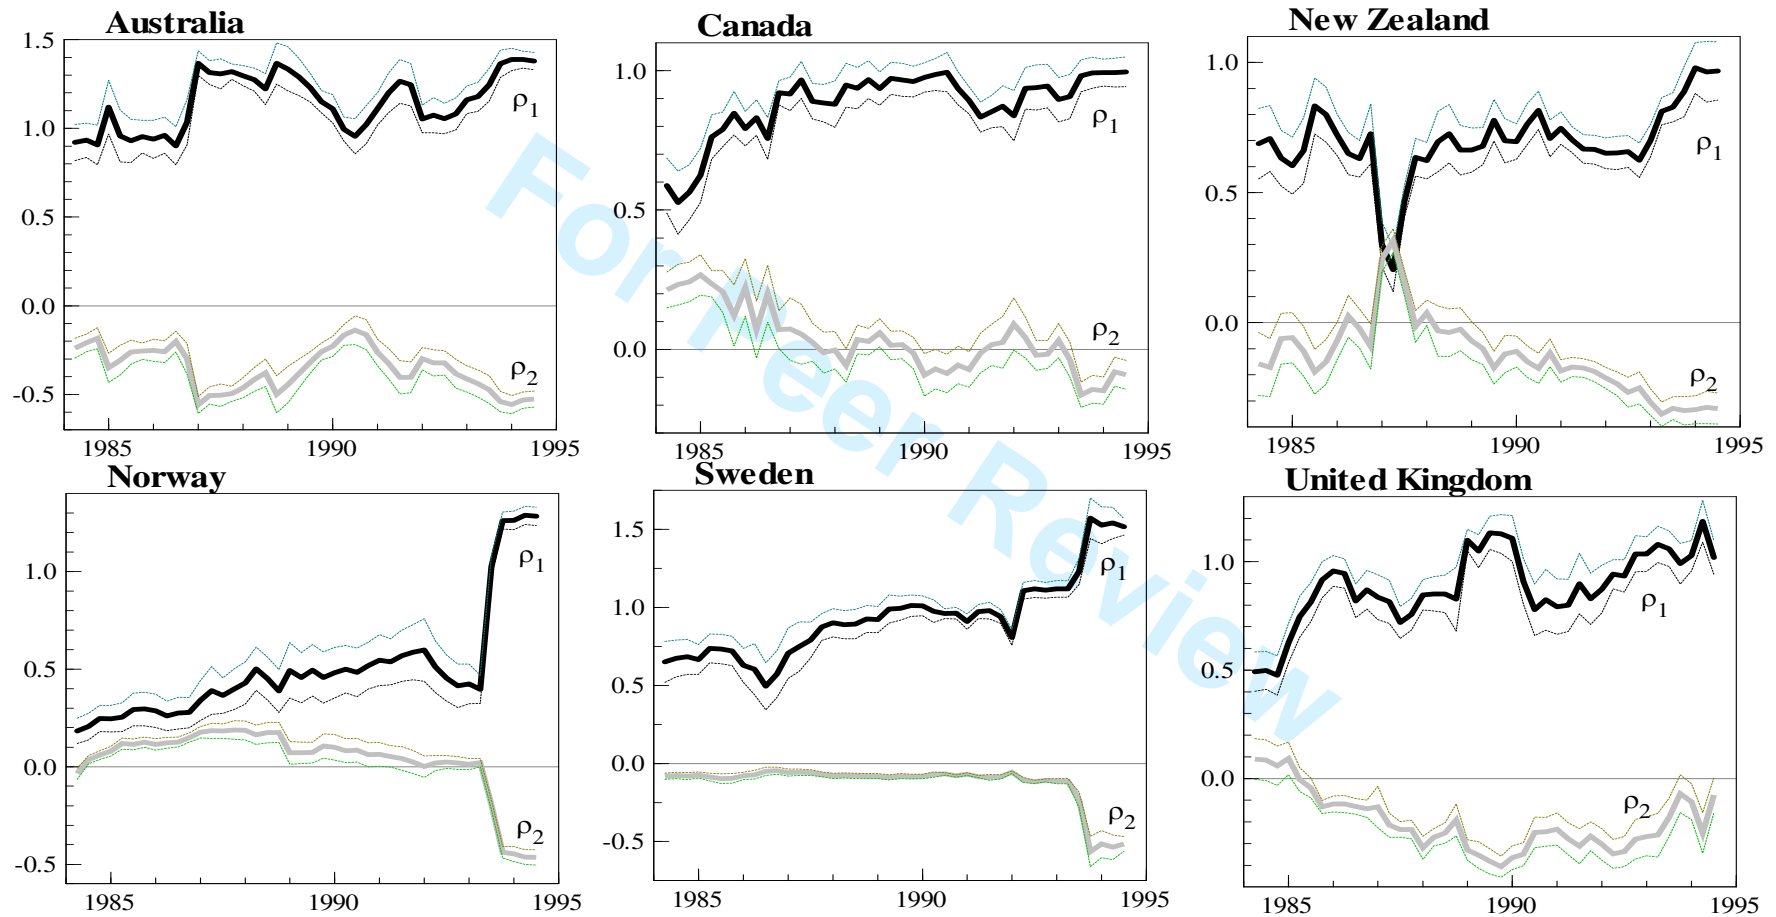 Australia
1.5
1.0
0.5
0.0
-0.5
ρ1
ρ2
1985
1990
1995
Canada
1.0
0.5
0.0
ρ1
ρ2
1985
1990
1995
New Zealand
1.0
0.5
0.0
ρ1
ρ2
1985
1990
1995
Norway
1.0
0.5
0.0
-0.5
ρ1
ρ2
1985
1990
1995
Sweden
1.5
1.0
0.5
0.0
-0.5
ρ1
ρ2
1985
1990
1995
United Kingdom
1.0
0.5
0.0
ρ1
ρ2
1985
1990
1995
For Peer Review